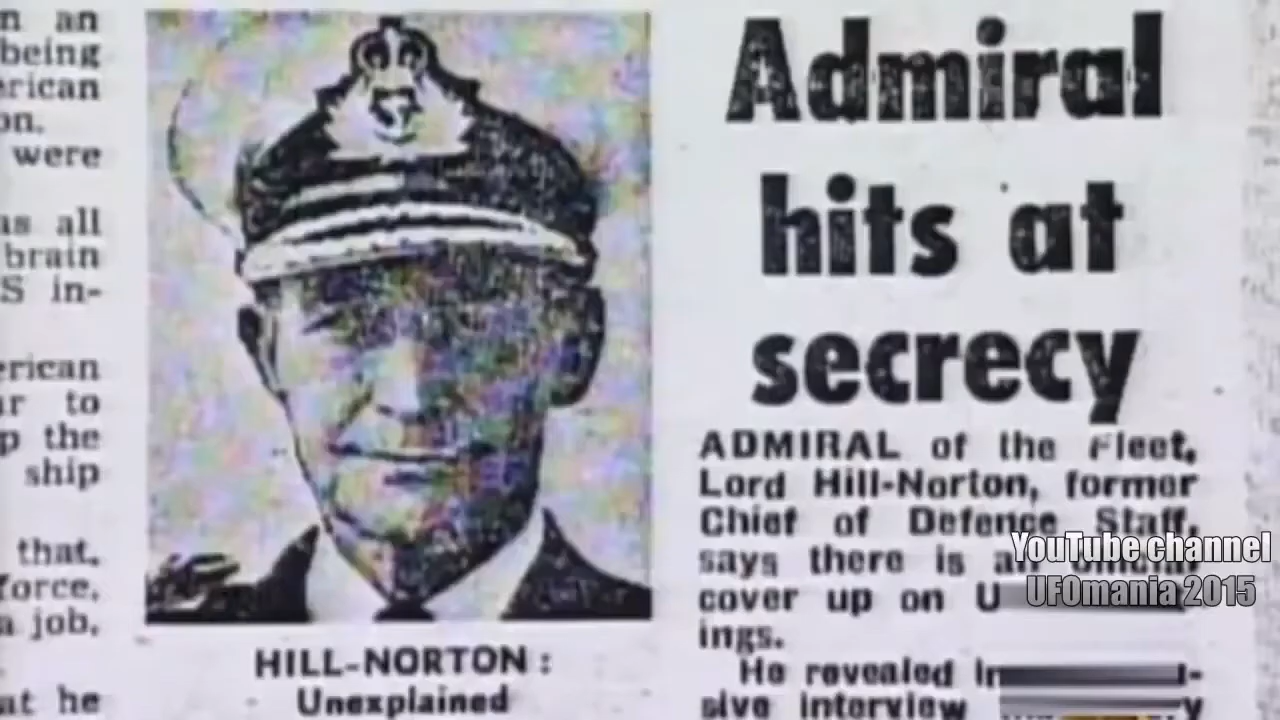 n an
being
erican
on.
were
as all
brain
S in-
erican
ar to
p the
ship
that.
force,
a job,
at he
HILL-NORTON :
Unexplained
Admiral
hits at
secrecy
ADMIRAL of the Fleet,
Lord Hill-Norton, former
Chief of Defence Staff,
says there is an official
cover up on U
ings.
He revealed in
sive interview
YouTube channel
UFOmania 2015